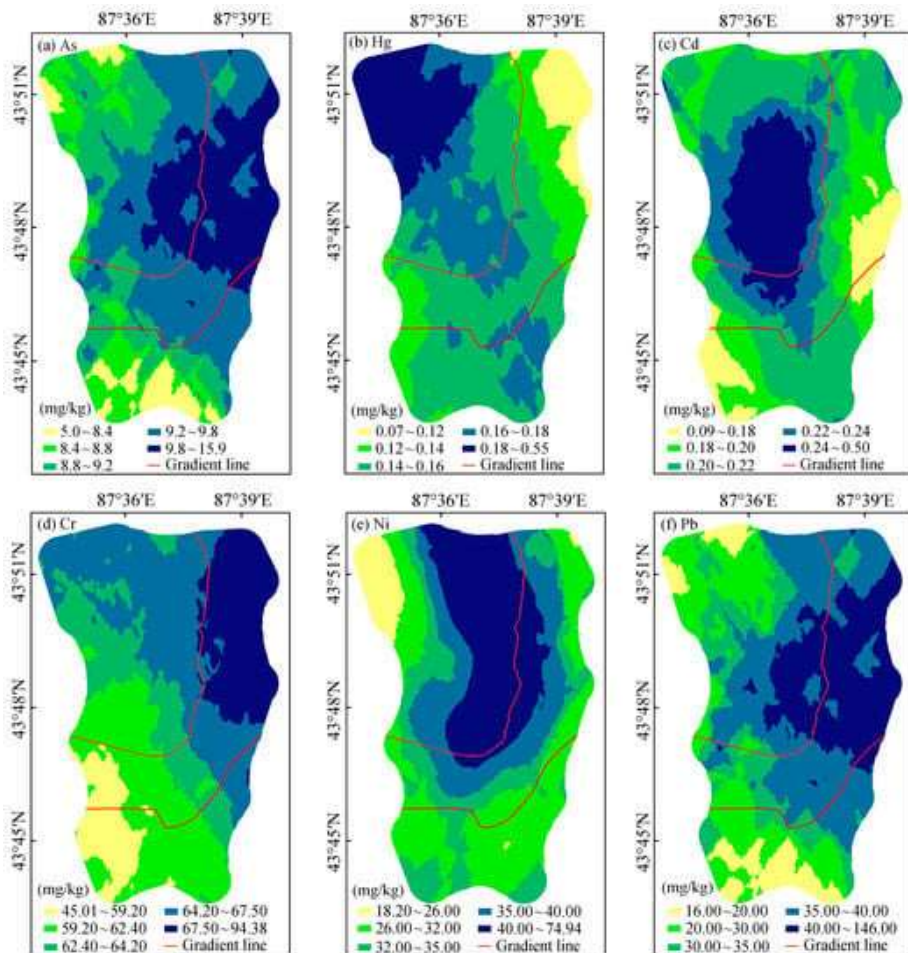 87°36′E 87°39′E 87°36′E 87°39′E 87°36′E 87°39′E
(a) As (b) Hg (c) Cd
43°51′N 43°51′N 43°51′N
43°48′N 43°48′N 43°48′N
43°45′N 43°45′N 43°45′N
(mg/kg) (mg/kg) (mg/kg)
5.0~8.4 9.2~9.8 0.07~0.12 0.16~0.18 0.09~0.18 0.22~0.24
8.4~8.8 9.8~15.9 0.12~0.14 0.18~0.55 0.18~0.20 0.24~0.50
8.8~9.2 Gradient line 0.14~0.16 Gradient line 0.20~0.22 Gradient line
87°36′E 87°39′E 87°36′E 87°39′E 87°36′E 87°39′E
(d) Cr (e) Ni (f) Pb
43°51′N 43°51′N 43°51′N
43°48′N 43°48′N 43°48′N
43°45′N 43°45′N 43°45′N
(mg/kg) (mg/kg) (mg/kg)
45.01~59.20 64.20~67.50 18.20~26.00 35.00~40.00 16.00~20.00 35.00~40.00
59.20~62.40 67.50~94.38 26.00~32.00 40.00~74.94 20.00~30.00 40.00~146.00
62.40~64.20 Gradient line 32.00~35.00 Gradient line 30.00~35.00 Gradient line